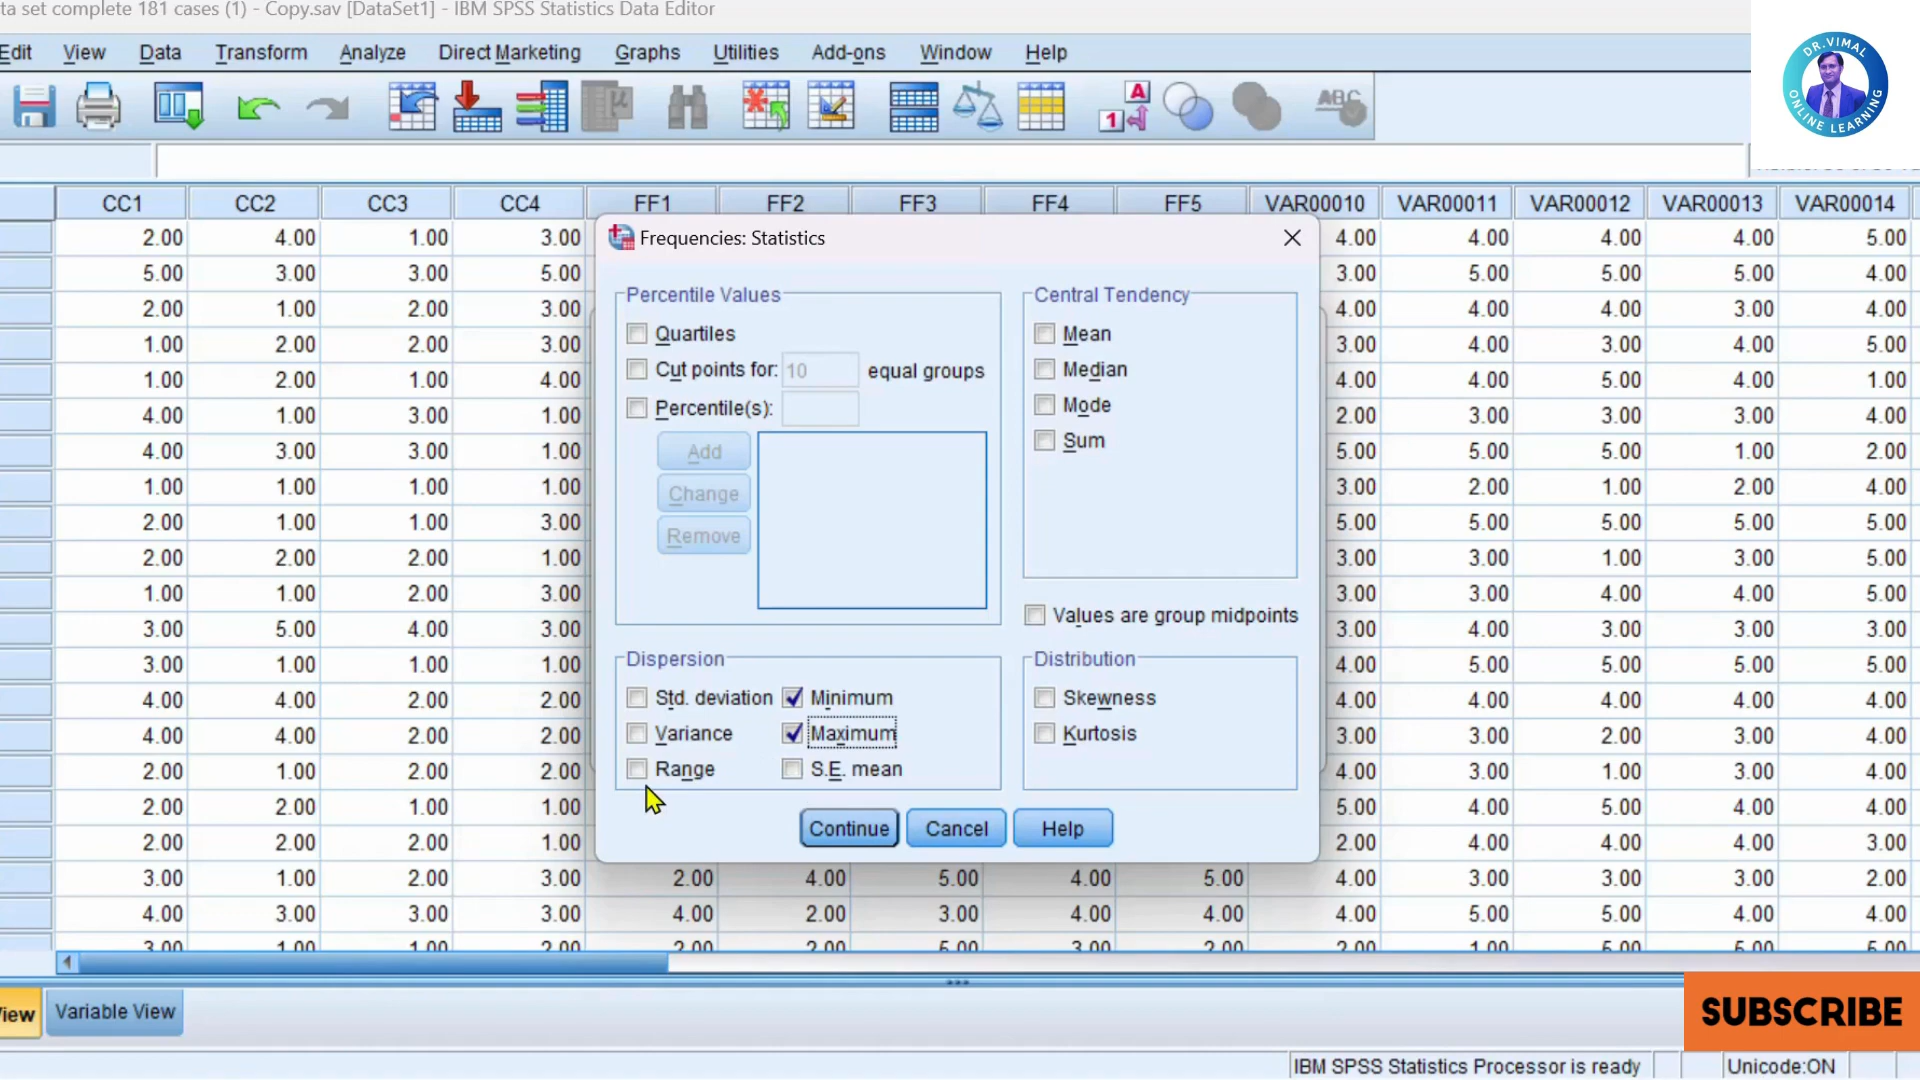 ta set complete 181 cases (1) - Copy.sav [DataSet1] - IBM SPSS Statistics Data Editor
Edit View Data Transform Analyze Direct Marketing Graphs Utilities Add-ons Window Help
DR.VIMAL
ONLINE LEARNING
CC1 CC2 CC3 CC4 FF1 FF2 FF3 FF4 FF5 VAR00010 VAR00011 VAR00012 VAR00013 VAR00014
2.00 4.00 1.00 3.00 4.00 4.00 4.00 4.00 5.00
5.00 3.00 3.00 5.00 3.00 5.00 5.00 5.00 4.00
2.00 1.00 2.00 3.00 4.00 4.00 4.00 3.00 4.00
1.00 2.00 2.00 3.00 3.00 4.00 3.00 4.00 5.00
1.00 2.00 1.00 4.00 4.00 4.00 5.00 4.00 1.00
4.00 1.00 3.00 1.00 2.00 3.00 3.00 3.00 4.00
4.00 3.00 3.00 1.00 5.00 5.00 5.00 1.00 2.00
1.00 1.00 1.00 1.00 3.00 2.00 1.00 2.00 4.00
2.00 1.00 1.00 3.00 5.00 5.00 5.00 5.00 5.00
2.00 2.00 2.00 1.00 3.00 3.00 1.00 3.00 5.00
1.00 1.00 2.00 3.00 3.00 3.00 4.00 4.00 5.00
3.00 5.00 4.00 3.00 3.00 4.00 3.00 3.00 3.00
3.00 1.00 1.00 1.00 4.00 5.00 5.00 5.00 5.00
4.00 4.00 2.00 2.00 4.00 4.00 4.00 4.00 4.00
4.00 4.00 2.00 2.00 3.00 3.00 2.00 3.00 4.00
2.00 1.00 2.00 2.00 4.00 3.00 1.00 3.00 4.00
2.00 2.00 1.00 1.00 5.00 4.00 5.00 4.00 4.00
2.00 2.00 2.00 1.00 2.00 4.00 4.00 4.00 3.00
3.00 1.00 2.00 3.00 2.00 4.00 5.00 4.00 5.00 4.00 3.00 3.00 3.00 2.00
4.00 3.00 3.00 3.00 4.00 2.00 3.00 4.00 4.00 4.00 5.00 5.00 4.00 4.00
Frequencies: Statistics
Percentile Values
Quartiles
Cut points for: 10 equal groups
Percentile(s):
Add
Change
Remove
Central Tendency
Mean
Median
Mode
Sum
Values are group midpoints
Dispersion
Std. deviation Minimum
Variance Maximum
Range S.E. mean
Distribution
Skewness
Kurtosis
Continue Cancel Help
View Variable View
SUBSCRIBE
IBM SPSS Statistics Processor is ready Unicode:ON